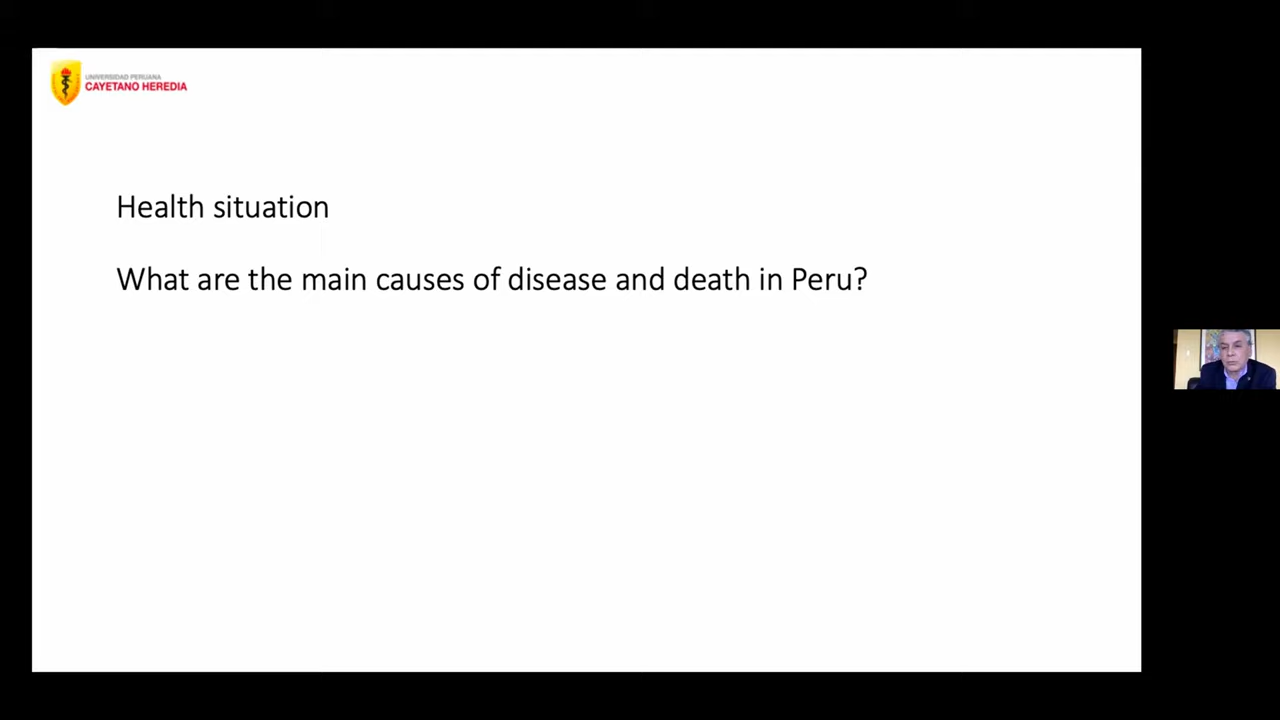 UNIVERSIDAD PERUANA
CAYETANO HEREDIA
Health situation
What are the main causes of disease and death in Peru?